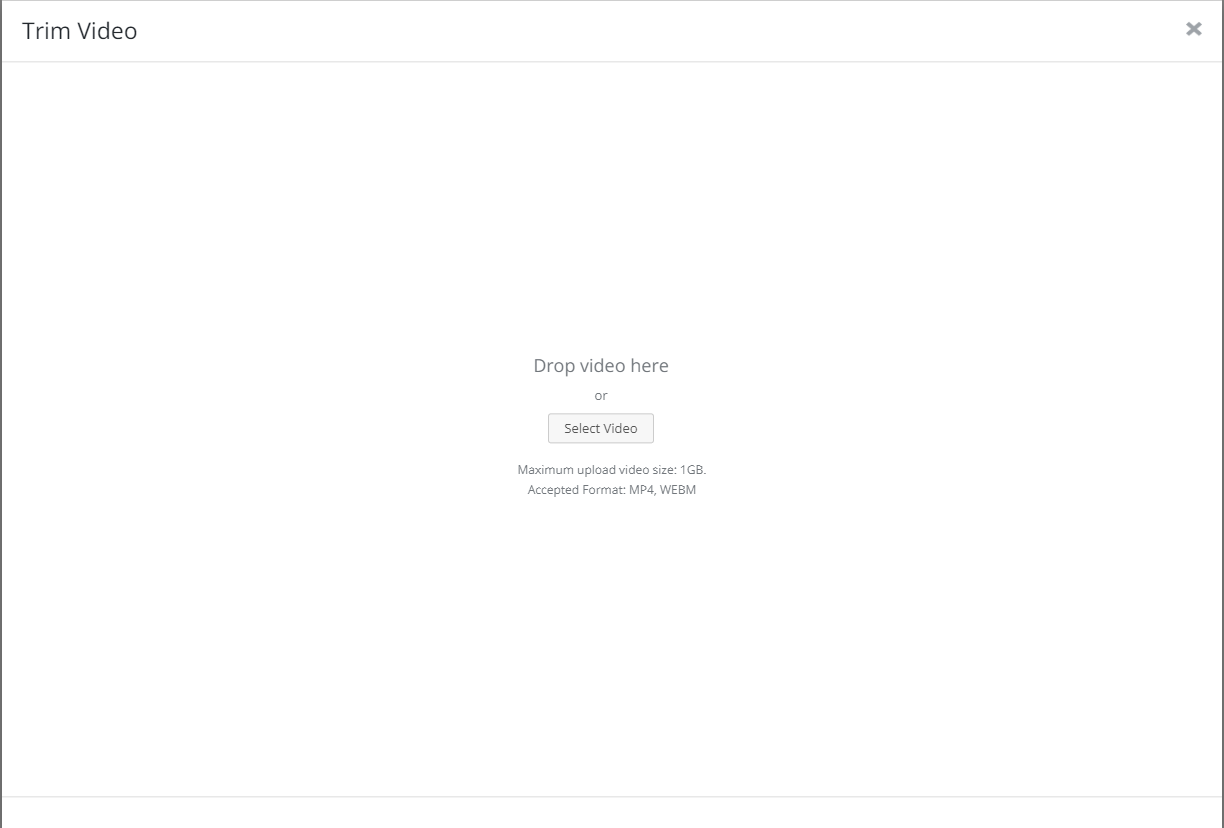 Trim Video
Drop video here
or
Select Video
Maximum upload video size: 1GB.
Accepted Format: MP4, WEBM